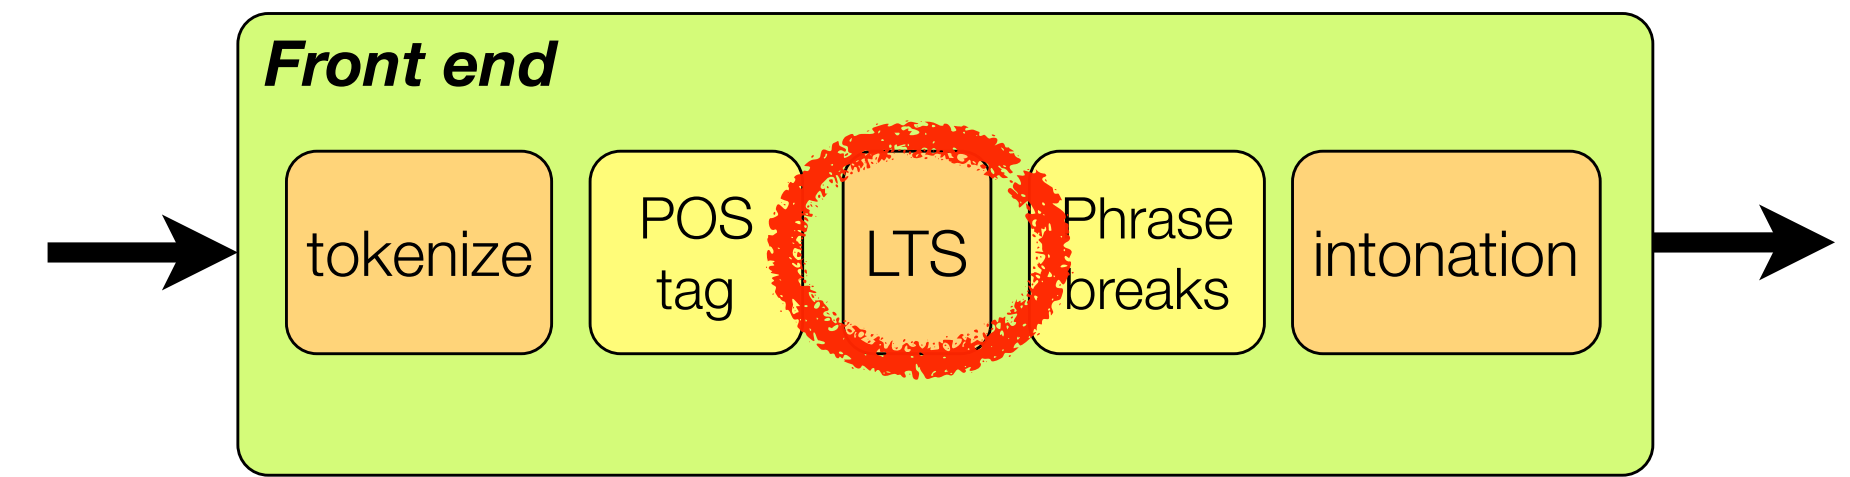 Front end
tokenize
POS
tag
LTS
Phrase
breaks
intonation